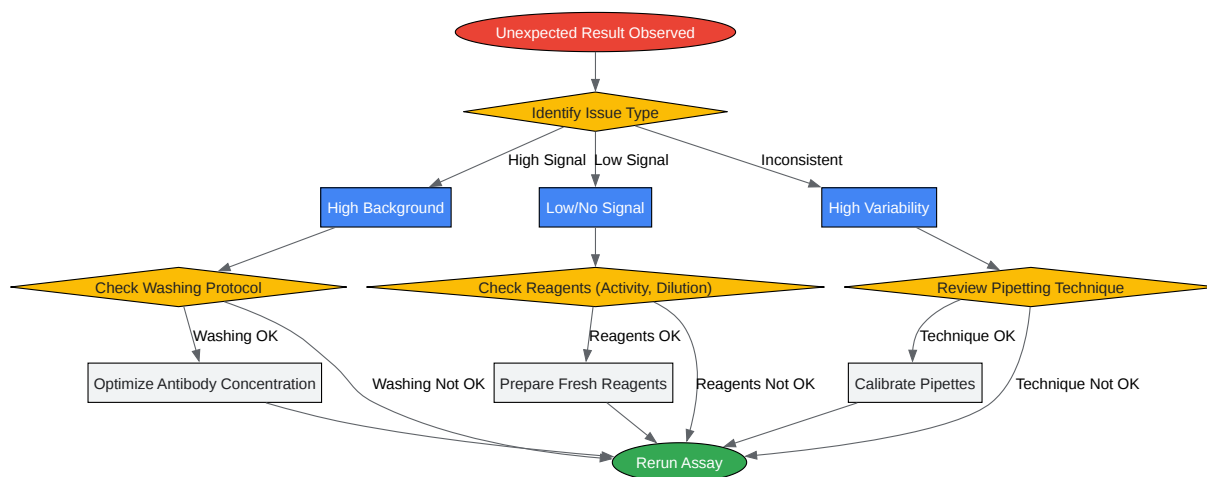 Unexpected Result Observed
Identify Issue Type
High Signal
Low Signal
Inconsistent
High Background
Low/No Signal
High Variability
Check Washing Protocol
Check Reagents (Activity, Dilution)
Review Pipetting Technique
Washing OK
Reagents OK
Technique OK
Optimize Antibody Concentration
Washing Not OK
Prepare Fresh Reagents
Reagents Not OK
Calibrate Pipettes
Technique Not OK
Rerun Assay